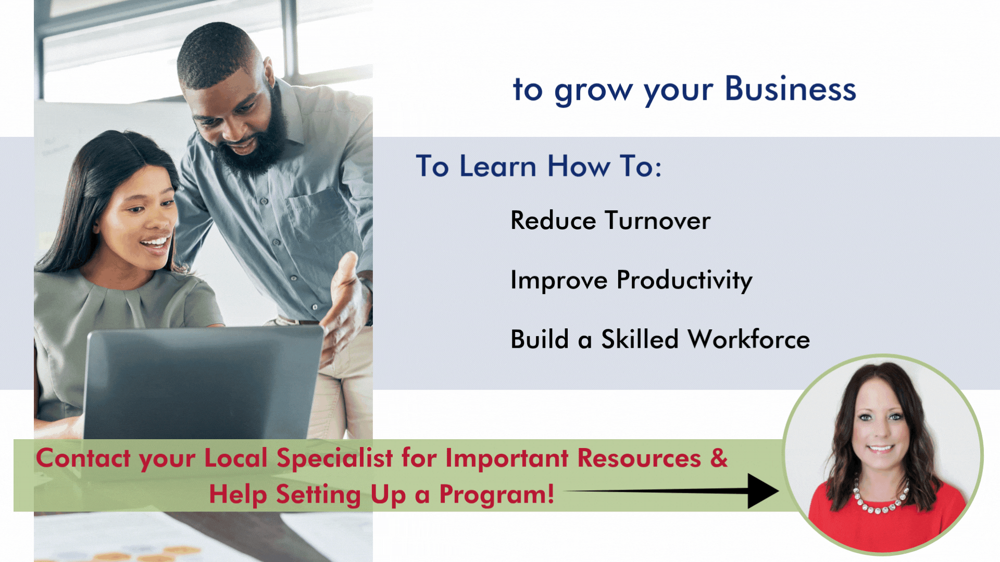 to grow your Business
To Learn How To:
Reduce Turnover
Improve Productivity
Build a Skilled Workforce
Contact your Local Specialist for Important Resources &
Help Setting Up a Program!